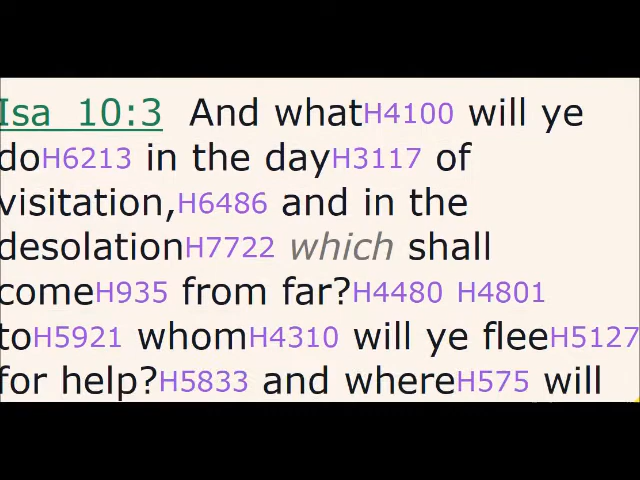 Isa 10:3 And whatH4100 will ye
doH6213 in the dayH3117 of
visitation,H6486 and in the
desolationH7722 which shall
comeH935 from far?H4480 H4801
toH5921 whomH4310 will ye fleeH5127
for help?H5833 and whereH575 will